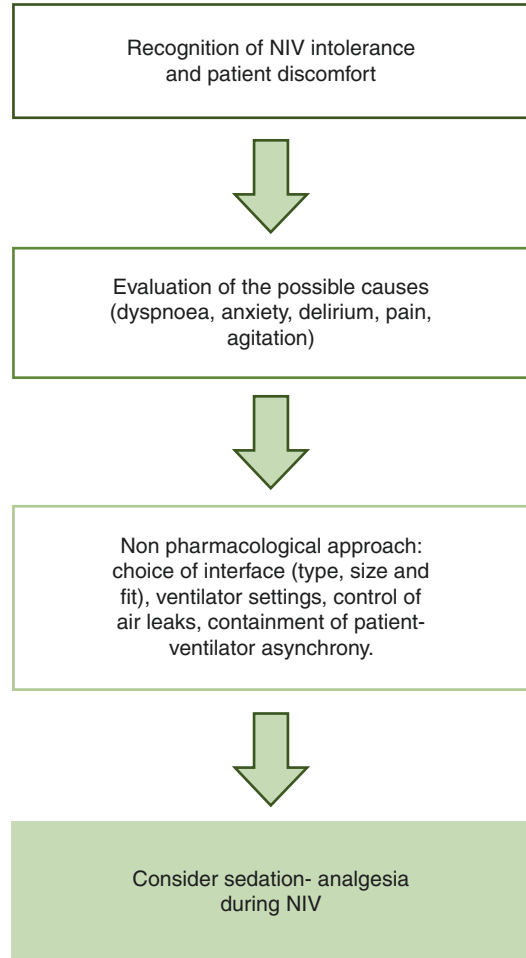 Recognition of NIV intolerance
and patient discomfort
Evaluation of the possible causes
(dyspnoea, anxiety, delirium, pain,
agitation)
Non pharmacological approach:
choice of interface (type, size and
fit), ventilator settings, control of
air leaks, containment of patient-
ventilator asynchrony.
Consider sedation- analgesia
during NIV